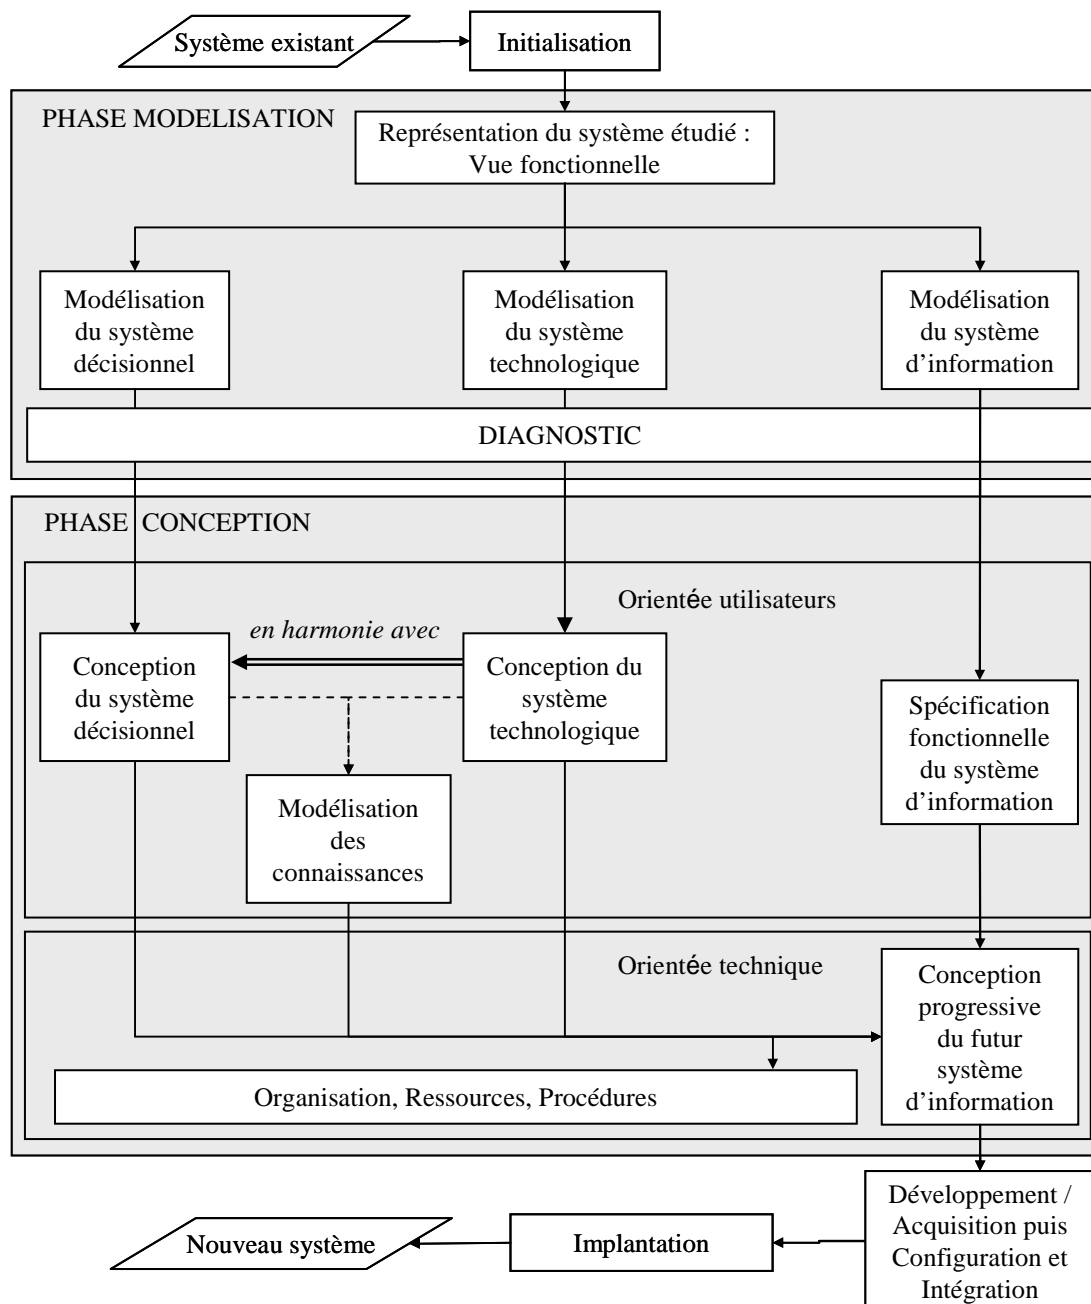 Système existant
Initialisation
PHASE MODELISATION
Représentation du système étudié :
Vue fonctionnelle
Modélisation
du système
décisionnel
Modélisation
du système
technologique
Modélisation
du système
d’information
DIAGNOSTIC
PHASE CONCEPTION
Orientée utilisateurs
en harmonie avec
Conception
du système
décisionnel
Conception du
système
technologique
Spécification
fonctionnelle
du système
d’information
Modélisation
des
connaissances
Orientée technique
Conception
progressive
du futur
système
d’information
Organisation, Ressources, Procédures
Développement /
Acquisition puis
Configuration et
Intégration
Implantation
Nouveau système